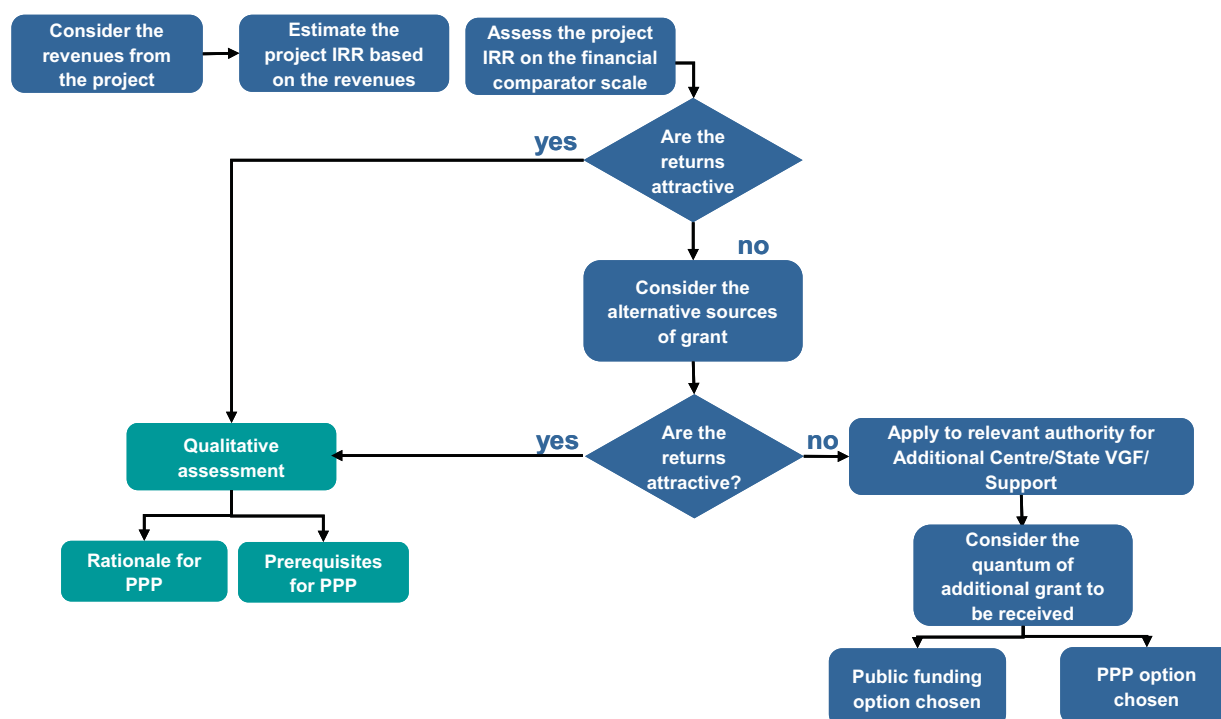 Consider the
revenues from
the project
Estimate the
project IRR based
on the revenues
Assess the project
IRR on the financial
comparator scale
yes
Are the
returns
attractive
no
Consider the
alternative sources
of grant
Qualitative
assessment
yes
Are the
returns
attractive?
no
Apply to relevant authority for
Additional Centre/State VGF/
Support
Rationale for
PPP
Prerequisites
for PPP
Consider the
quantum of
additional grant to
be received
Public funding
option chosen
PPP option
chosen